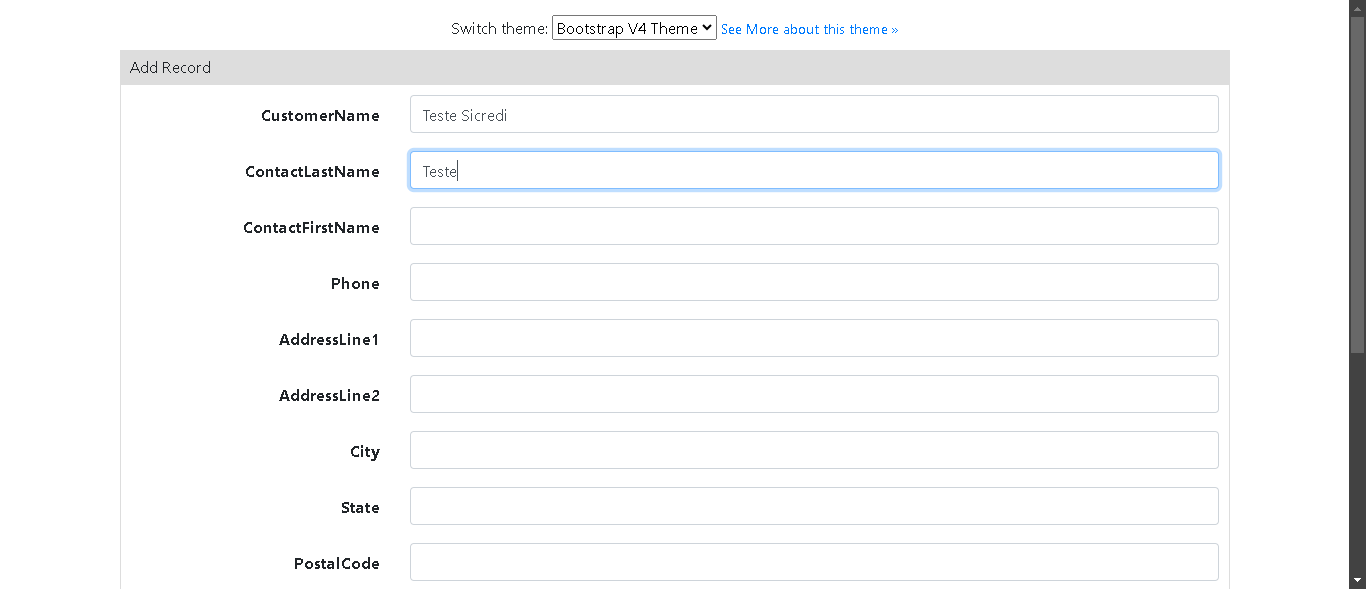 Switch theme: Bootstrap V4 Theme See More about this theme »
Add Record
CustomerName Teste Sicredi
ContactLastName Teste
ContactFirstName
Phone
AddressLine1
AddressLine2
City
State
PostalCode